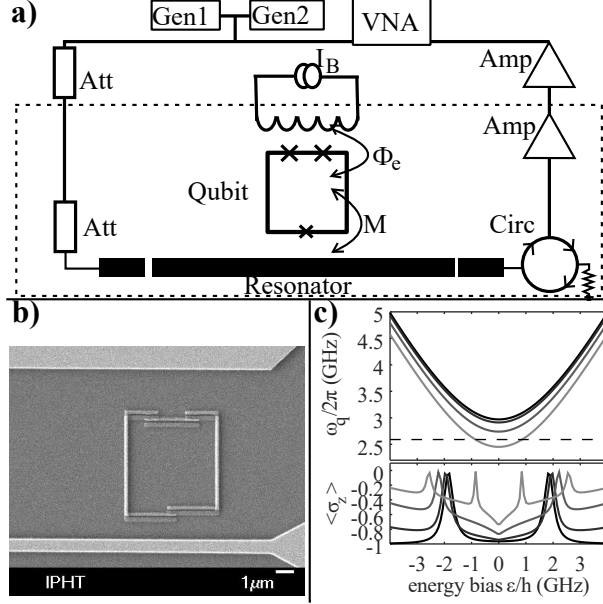 a)
Gen1
Gen2
VNA
I_B
Att
Amp
Amp
Φ_e
Qubit
M
Att
Circ
Resonator
b)
IPHT
1µm
c)
ω_q/2π (GHz)
5
4.5
4
3.5
3
2.5
<σ_z>
0
-0.2
-0.4
-0.6
-0.8
-1
-3 -2 -1 0 1 2 3
energy bias ε/h (GHz)